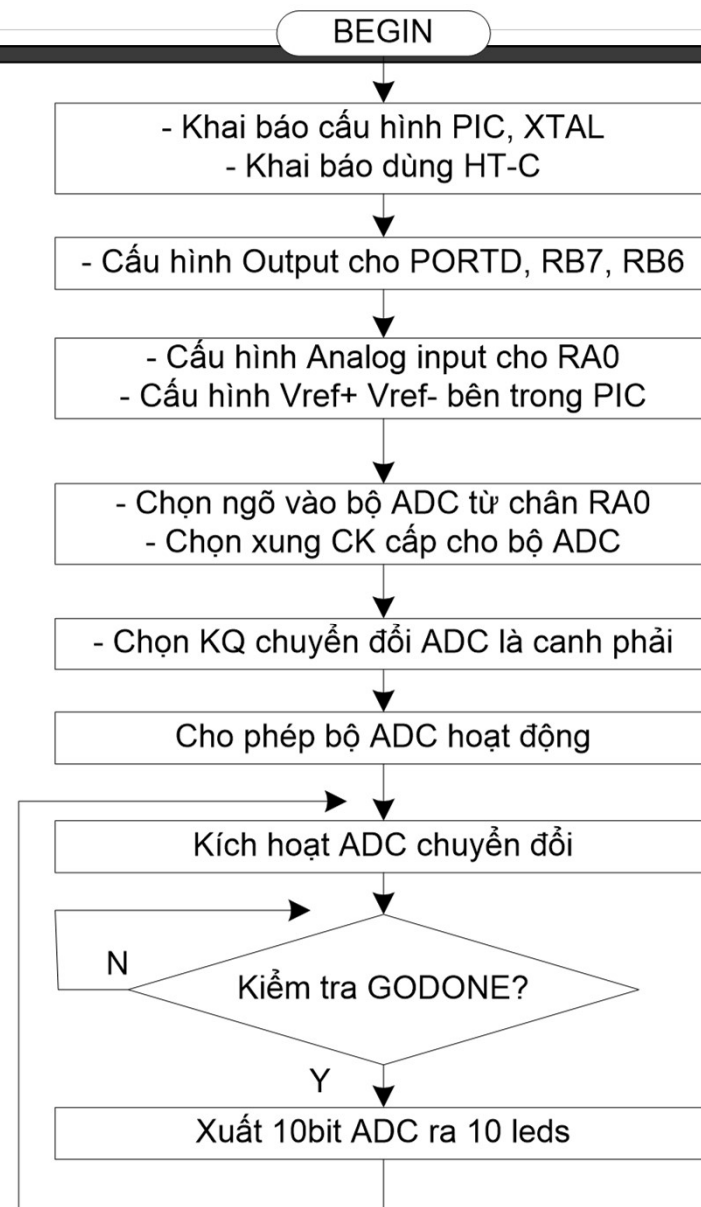 BEGIN
- Khai báo cấu hình PIC, XTAL
- Khai báo dùng HT-C
- Cấu hình Output cho PORTD, RB7, RB6
- Cấu hình Analog input cho RA0
- Cấu hình Vref+ Vref- bên trong PIC
- Chọn ngõ vào bộ ADC từ chân RA0
- Chọn xung CK cấp cho bộ ADC
- Chọn KQ chuyển đổi ADC là canh phải
Cho phép bộ ADC hoạt động
Kích hoạt ADC chuyển đổi
N
Kiểm tra GODONE?
Y
Xuất 10bit ADC ra 10 leds